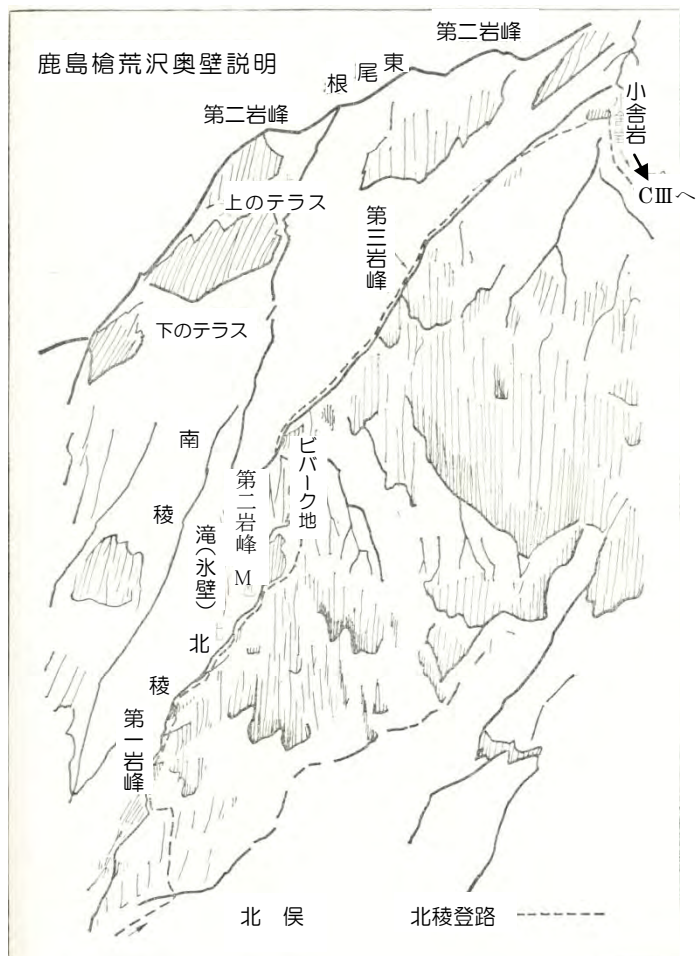 鹿島槍荒沢奥壁説明
第二岩峰
東尾根
第二岩峰
小舎岩
CⅢへ
上のテラス
第三岩峰
下のテラス
南稜
ビバーク地
第二岩峰 M
滝(氷壁)
北稜
第一岩峰
北 俣
北稜登路